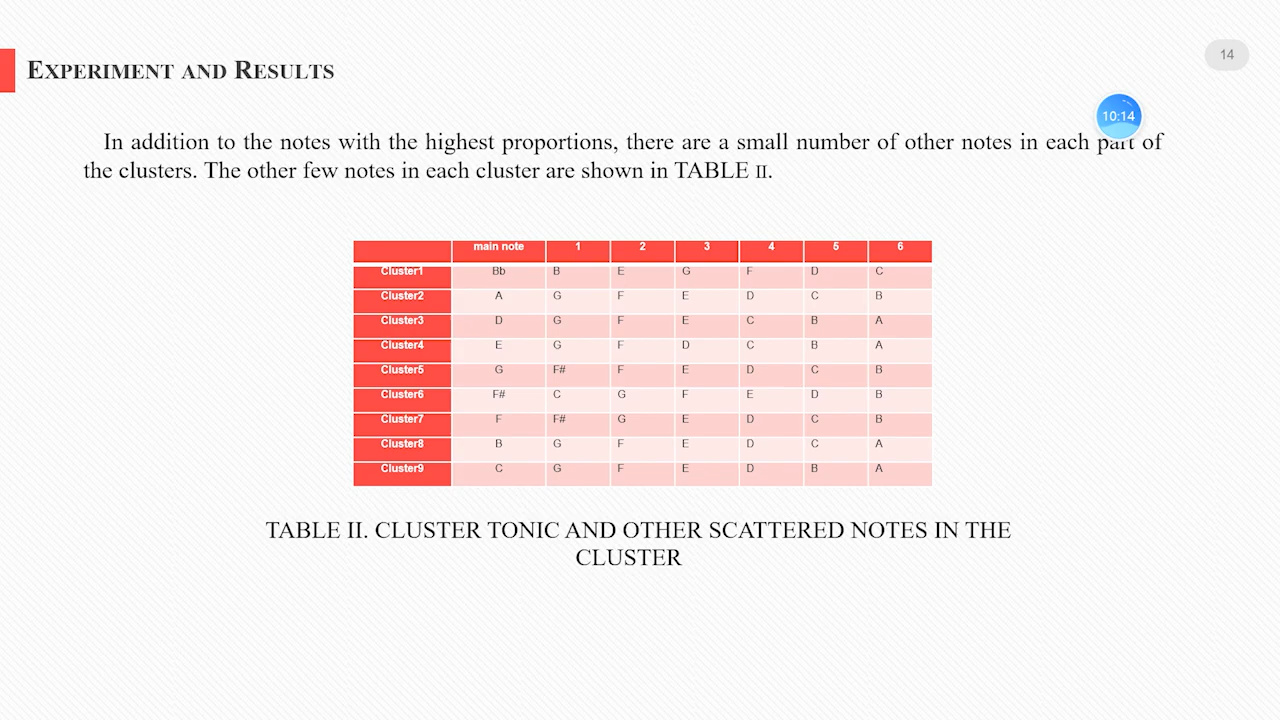 14
EXPERIMENT AND RESULTS
10:14
In addition to the notes with the highest proportions, there are a small number of other notes in each part of
the clusters. The other few notes in each cluster are shown in TABLE II.
main note 1 2 3 4 5 6
Cluster1 Bb B E G F D C
Cluster2 A G F E D C B
Cluster3 D G F E C B A
Cluster4 E G F D C B A
Cluster5 G F# F E D C B
Cluster6 F# C G F E D B
Cluster7 F F# G E D C B
Cluster8 B G F E D C A
Cluster9 C G F E D B A
TABLE II. CLUSTER TONIC AND OTHER SCATTERED NOTES IN THE
CLUSTER